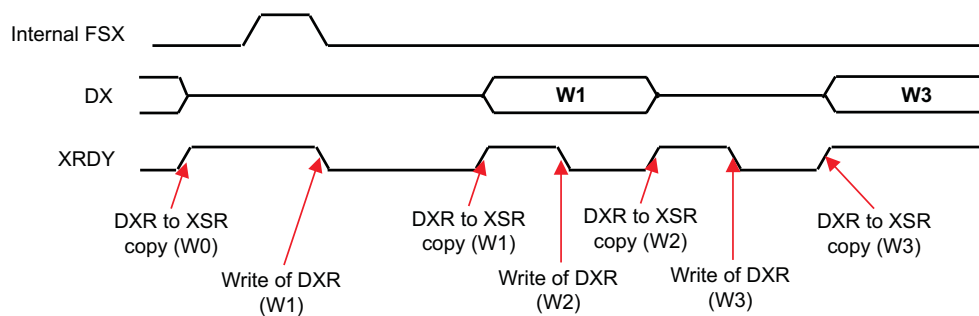 Internal FSX
DX
W1
W3
XRDY
DXR to XSR
copy (W0)
Write of DXR
(W1)
DXR to XSR
copy (W1)
Write of DXR
(W2)
DXR to XSR
copy (W2)
Write of DXR
(W3)
DXR to XSR
copy (W3)